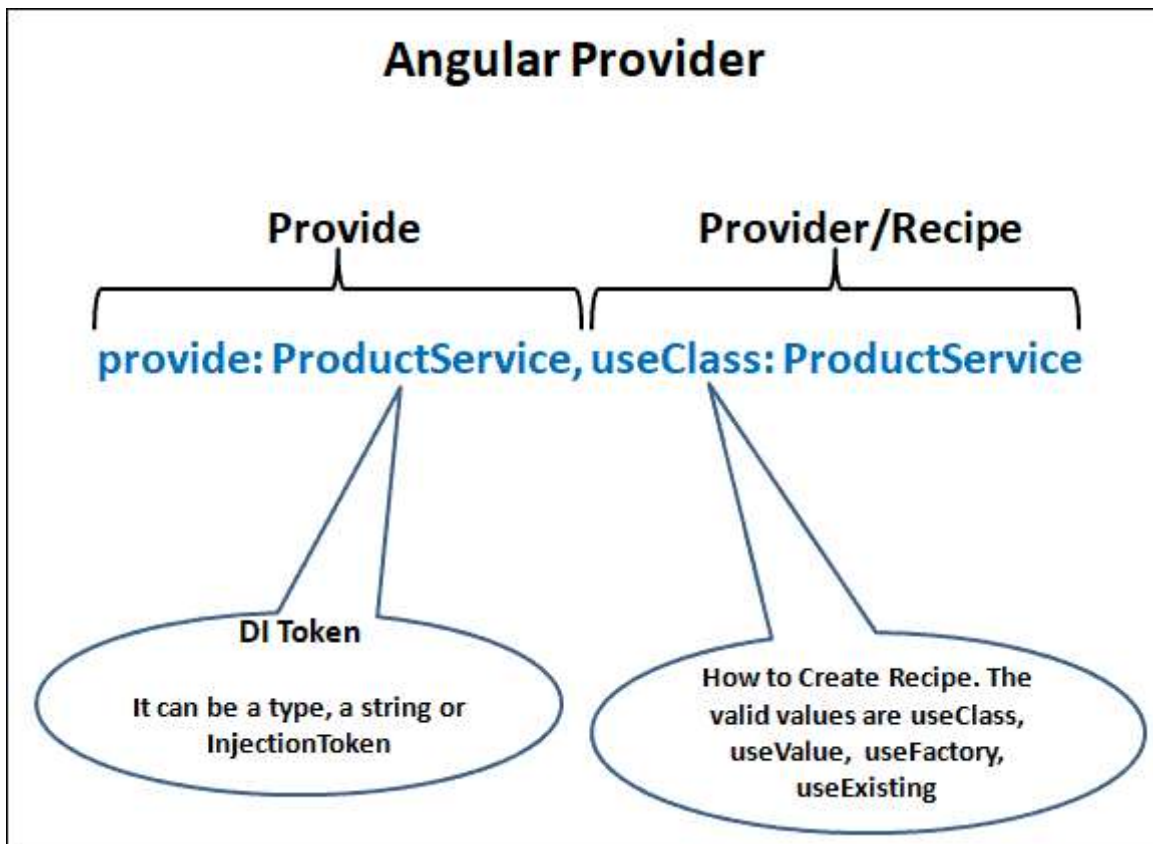 Angular Provider
Provide
Provider/Recipe
provide: ProductService, useClass: ProductService
DI Token
It can be a type, a string or
InjectionToken
How to Create Recipe. The
valid values are useClass,
useValue, useFactory,
useExisting